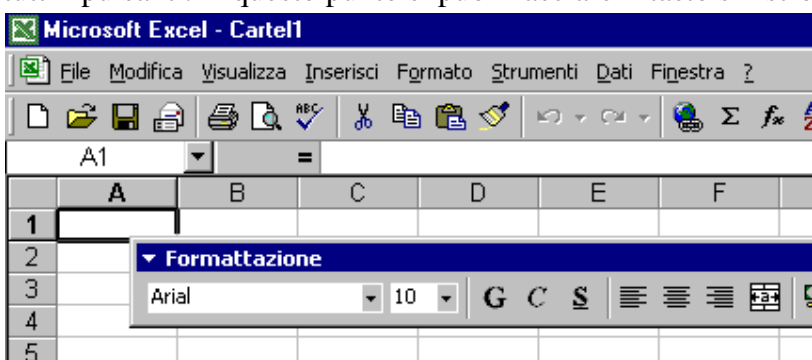 Microsoft Excel - Cartel1
File Modifica Visualizza Inserisci Formato Strumenti Dati Finestra ?
ABC Σ
A1 =
A B C D E F
1
2 Formattazione
3 Arial 10 G C S
4
5